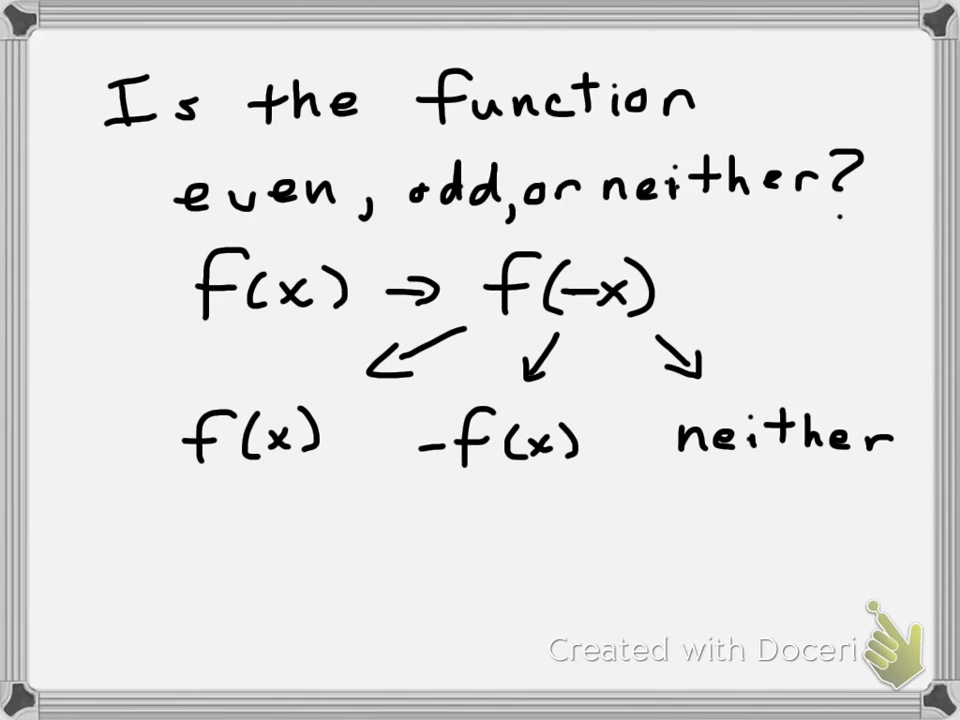 Is the function
even, odd, or neither?
f(x) ⇒ f(-x)
f(x) -f(x) neither
Created with Doceri